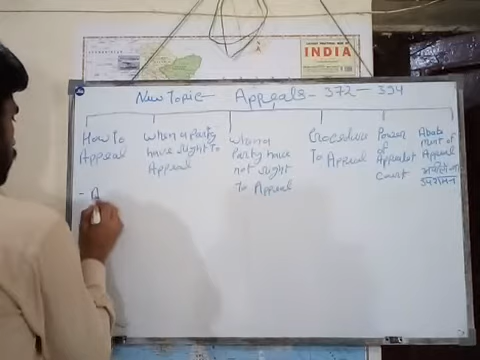 INDIA
New Topic — Appeals - 372 — 394
How To
Appeal
- A
when a party
have right To
Appeal
when a
Party have
not right
To Appeal
Procedure
To Appeal
Power
of
Appealat
Court
Abate
ment of
Appeal
अपीलों का
उपशमन